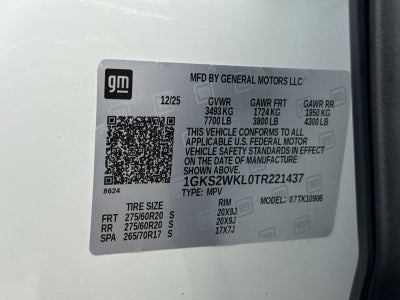 gm
MFD BY GENERAL MOTORS LLC
12/25 GVWR GAWR FRT GAWR RR
3493 KG 1724 KG 1950 KG
7700 LB 3800 LB 4300 LB
THIS VEHICLE CONFORMS TO ALL
APPLICABLE U.S. FEDERAL MOTOR
VEHICLE SAFETY STANDARDS IN EFFECT
ON THE DATE OF MANUFACTURE
SHOWN ABOVE.
1GKS2WKL0TR221437
8624 TYPE: MPV MODEL: 07TK10906
TIRE SIZE RIM
FRT 275/60R20 S 20X9J
RR 275/60R20 S 20X9J
SPA 265/70R17 S 17X7J